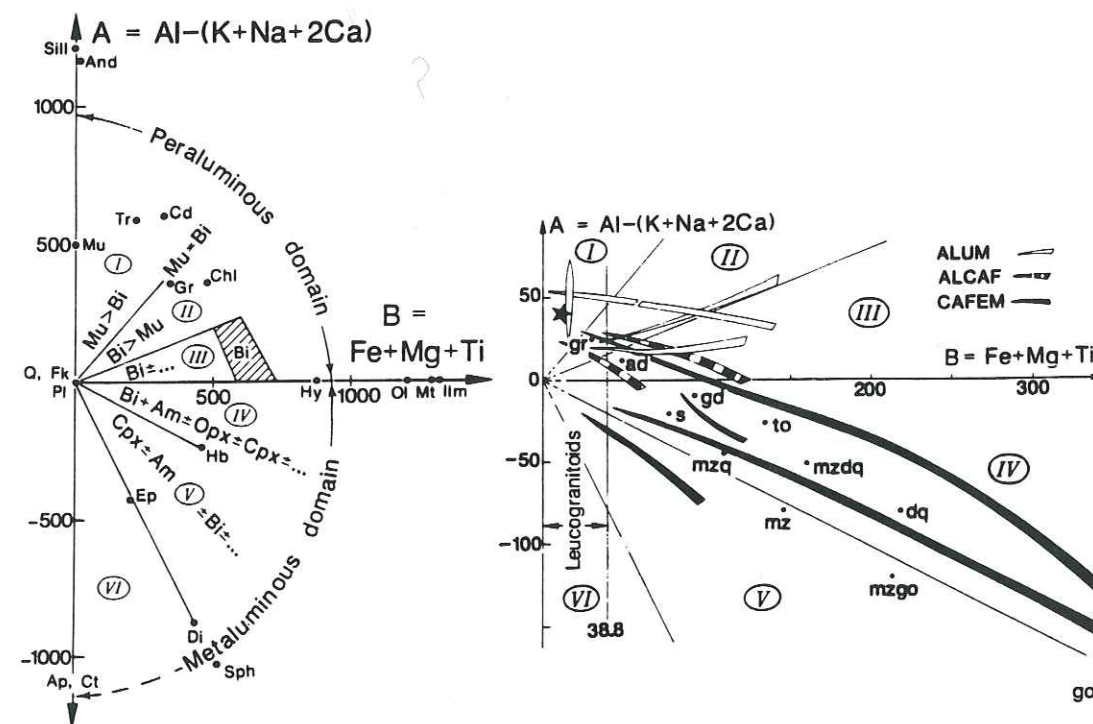 A = Al-(K+Na+2Ca)
Sill
And
1000
Peraluminous domain
Tr
Cd
500
Mu
I
Mu≈Bi
Gr
Chl
Mu > Bi
II
Bi>Mu
III
Bi
B =
Fe+Mg+Ti
Bi±...
Q, Fk
Pl
500
Hy
1000
Ol
Mt
Ilm
Bi+Am±Opx±Cpx±...
IV
Hb
Cpx±Am±Bi±...
V
Ep
-500
VI
Di
Metaluminous domain
Sph
-1000
Ap, Ct
A = Al-(K+Na+2Ca)
I
II
ALUM
ALCAF
CAFEM
50
III
gr
ad
B = Fe+Mg+Ti
0
100
200
300
gd
s
to
-50
mzq
mzdq
IV
mz
dq
-100
Leucogranitoids
mzgo
VI
V
38.8
go